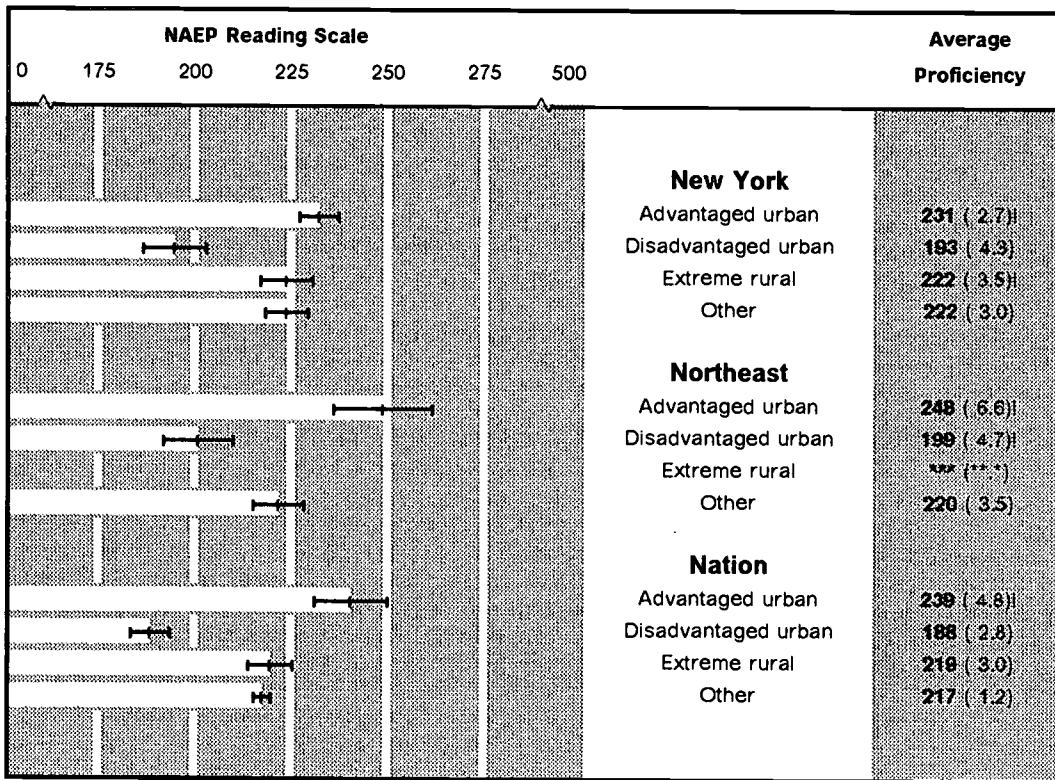 NAEP Reading Scale
Average
Proficiency
0 175 200 225 250 275 500
New York
Advantaged urban 231 ( 2.7)!
Disadvantaged urban 193 ( 4.3)
Extreme rural 222 ( 3.5)!
Other 222 ( 3.0)
Northeast
Advantaged urban 248 ( 6.6)!
Disadvantaged urban 199 ( 4.7)!
Extreme rural *** (**.*)
Other 220 ( 3.5)
Nation
Advantaged urban 239 ( 4.8)!
Disadvantaged urban 188 ( 2.8)
Extreme rural 219 ( 3.0)
Other 217 ( 1.2)